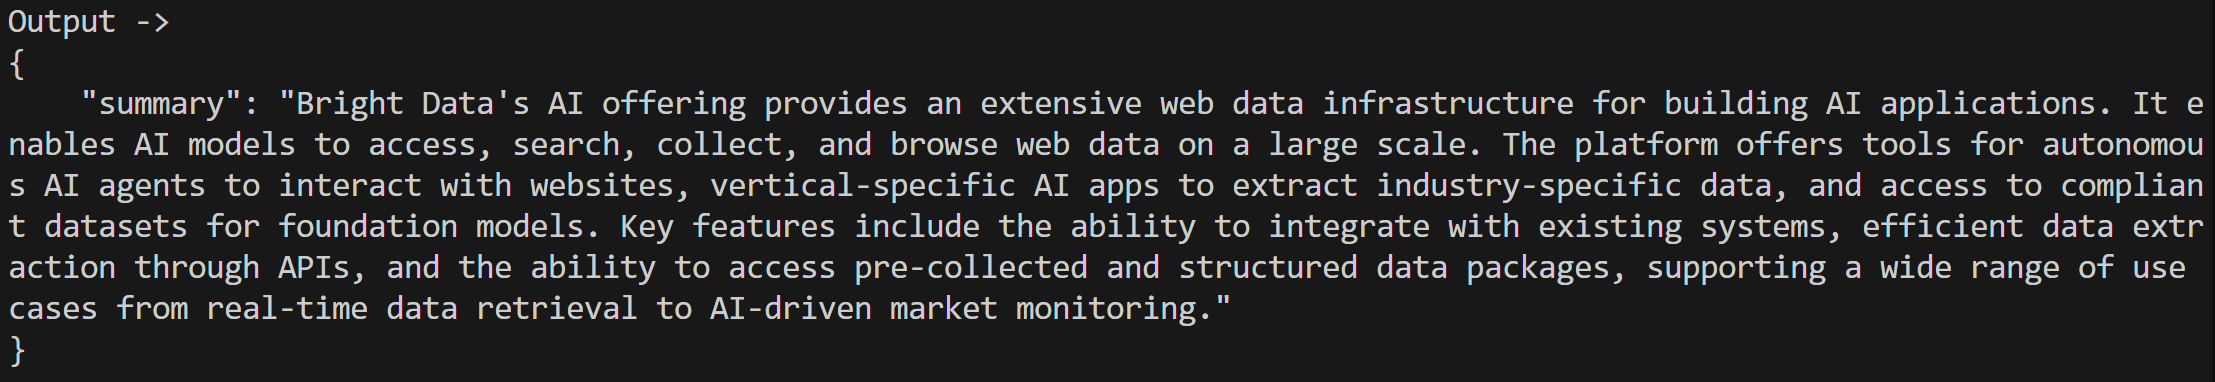 Output ->
{
    "summary": "Bright Data's AI offering provides an extensive web data infrastructure for building AI applications. It e
nables AI models to access, search, collect, and browse web data on a large scale. The platform offers tools for autonomou
s AI agents to interact with websites, vertical-specific AI apps to extract industry-specific data, and access to complian
t datasets for foundation models. Key features include the ability to integrate with existing systems, efficient data extr
action through APIs, and the ability to access pre-collected and structured data packages, supporting a wide range of use
cases from real-time data retrieval to AI-driven market monitoring."
}